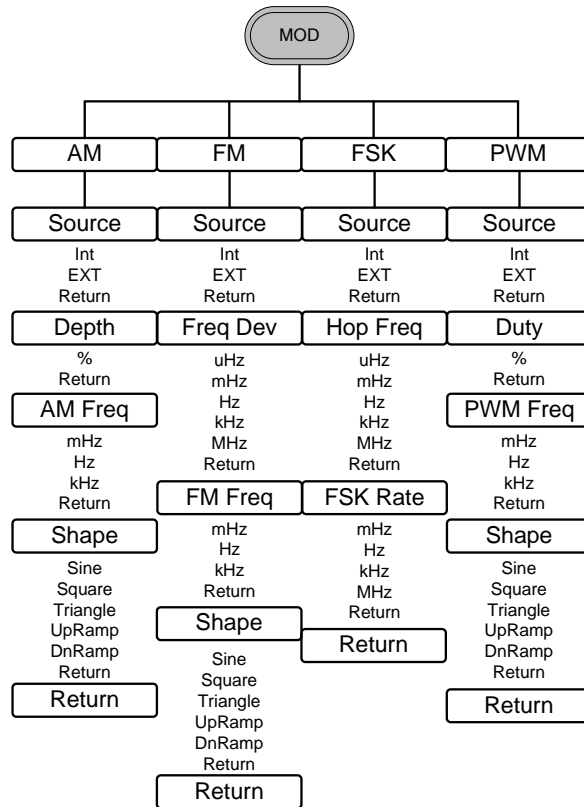 MOD
AM
FM
FSK
PWM
Source
Int
EXT
Return
Depth
%
Return
AM Freq
mHz
Hz
kHz
Return
Shape
Sine
Square
Triangle
UpRamp
DnRamp
Return
Return
Source
Int
EXT
Return
Freq Dev
uHz
mHz
Hz
kHz
MHz
Return
FM Freq
mHz
Hz
kHz
Return
Shape
Sine
Square
Triangle
UpRamp
DnRamp
Return
Return
Source
Int
EXT
Return
Hop Freq
uHz
mHz
Hz
kHz
MHz
Return
FSK Rate
mHz
Hz
kHz
MHz
Return
Return
Source
Int
EXT
Return
Duty
%
Return
PWM Freq
mHz
Hz
kHz
Return
Shape
Sine
Square
Triangle
UpRamp
DnRamp
Return
Return